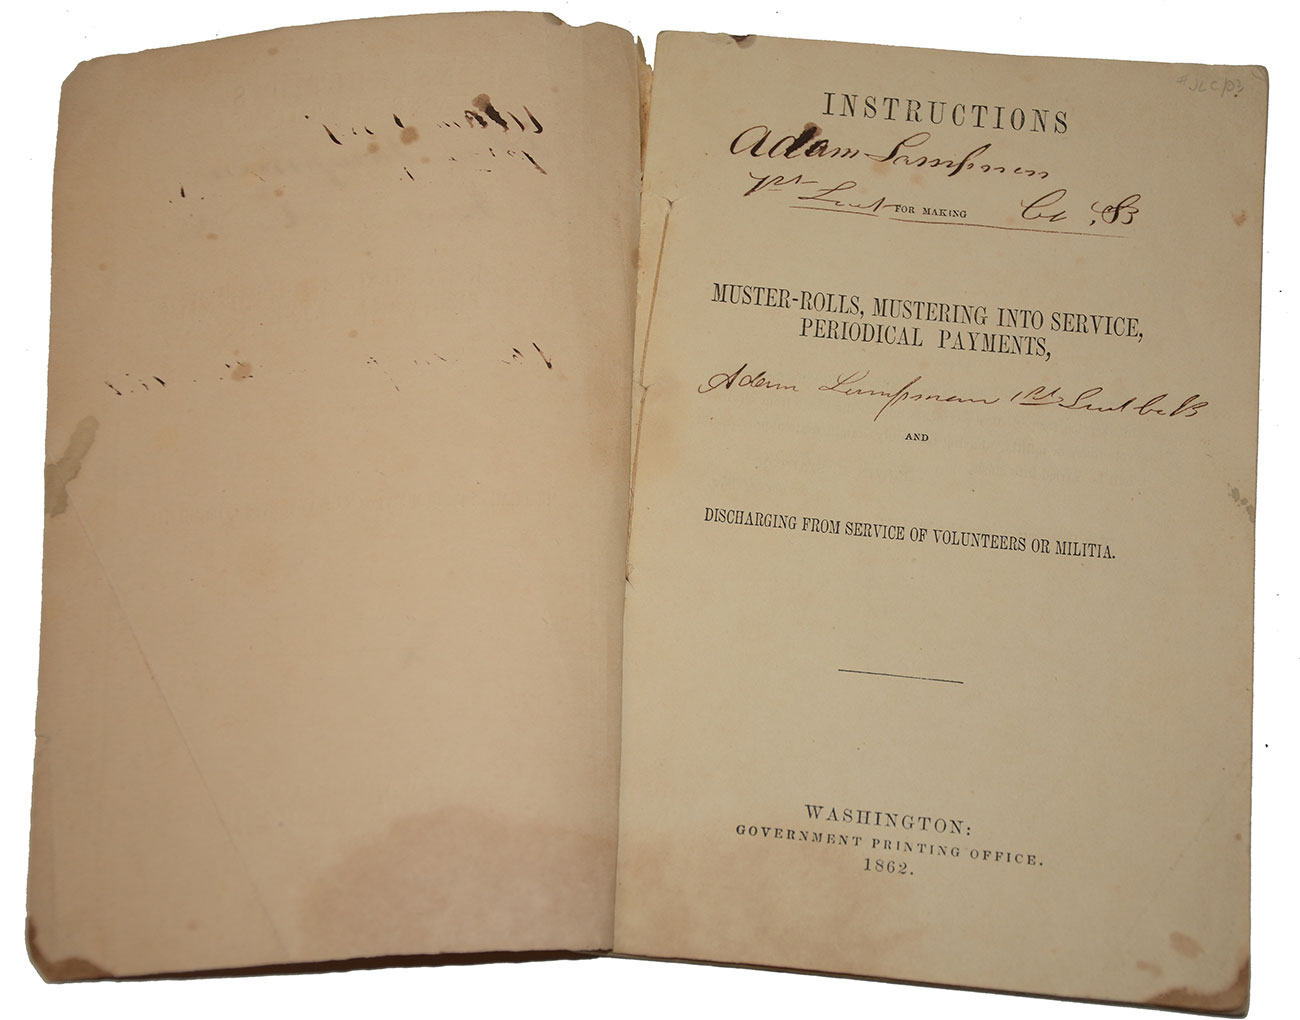 INSTRUCTIONS
Adam Lampman
1st Lieut FOR MAKING Co. B
MUSTER-ROLLS, MUSTERING INTO SERVICE,
PERIODICAL PAYMENTS,
Adam Lampman 1st Lieut Co B
AND
DISCHARGING FROM SERVICE OF VOLUNTEERS OR MILITIA.
WASHINGTON:
GOVERNMENT PRINTING OFFICE.
1862.